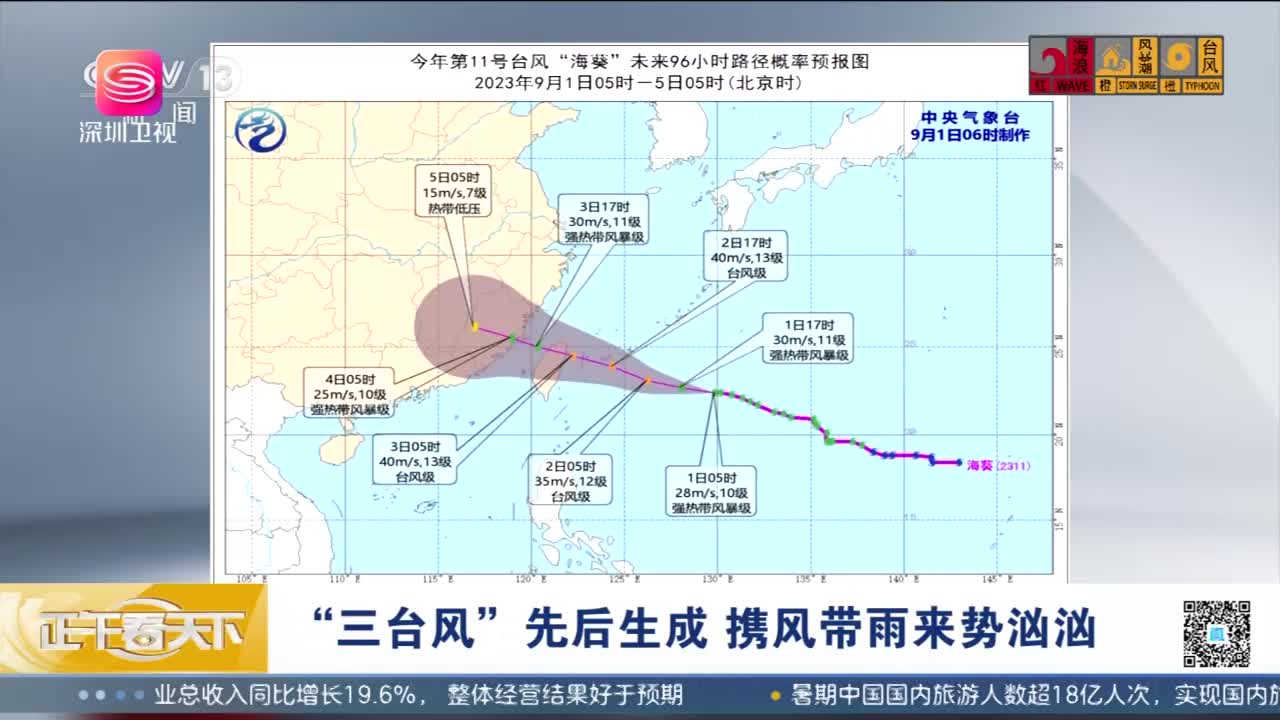 深圳卫视
13
闻
今年第11号台风“海葵”未来96小时路径概率预报图
2023年9月1日05时－5日05时(北京时)
海浪
红 WAVE
风暴潮
橙 STORM SURGE
台风
橙 TYPHOON
中央气象台
9月1日06时制作
5日05时
15m/s,7级
热带低压
3日17时
30m/s,11级
强热带风暴级
2日17时
40m/s,13级
台风级
1日17时
30m/s,11级
强热带风暴级
4日05时
25m/s,10级
强热带风暴级
3日05时
40m/s,13级
台风级
2日05时
35m/s,12级
台风级
1日05时
28m/s,10级
强热带风暴级
海葵(2311)
35°N
30°N
25°N
20°N
15°N
105°E 110°E 115°E 120°E 125°E 130°E 135°E 140°E 145°E
正午看天下
“三台风”先后生成 携风带雨来势汹汹
业总收入同比增长19.6%，整体经营结果好于预期
暑期中国国内旅游人数超18亿人次，实现国内旅